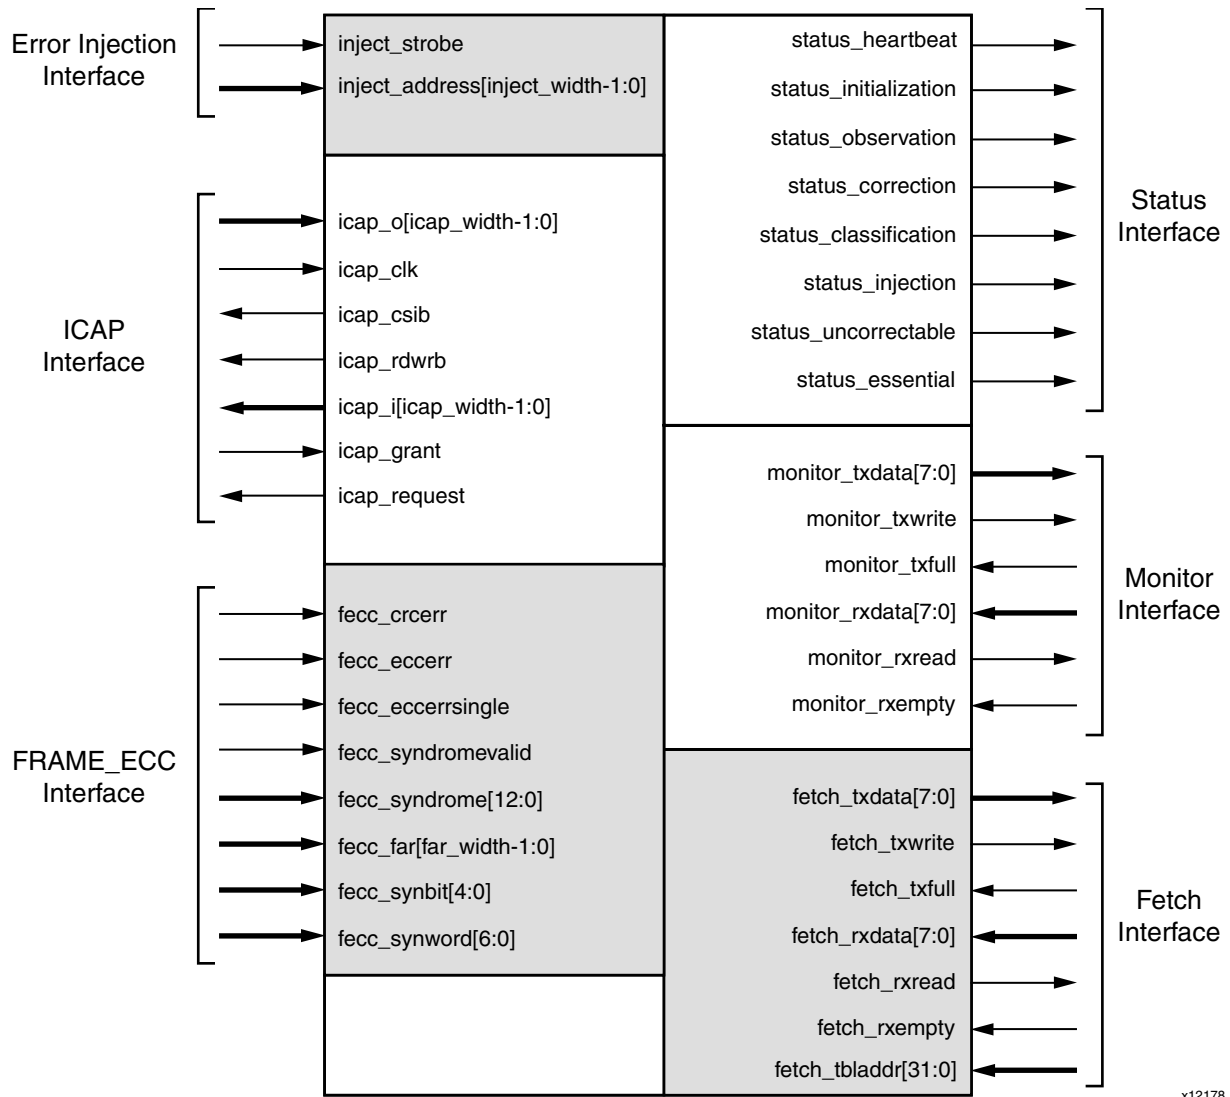 Error Injection
Interface
inject_strobe
inject_address[inject_width-1:0]
ICAP
Interface
icap_o[icap_width-1:0]
icap_clk
icap_csib
icap_rdwrb
icap_i[icap_width-1:0]
icap_grant
icap_request
FRAME_ECC
Interface
fecc_crcerr
fecc_eccerr
fecc_eccerrsingle
fecc_syndromevalid
fecc_syndrome[12:0]
fecc_far[far_width-1:0]
fecc_synbit[4:0]
fecc_synword[6:0]
status_heartbeat
status_initialization
status_observation
status_correction
status_classification
status_injection
status_uncorrectable
status_essential
Status
Interface
monitor_txdata[7:0]
monitor_txwrite
monitor_txfull
monitor_rxdata[7:0]
monitor_rxread
monitor_rxempty
Monitor
Interface
fetch_txdata[7:0]
fetch_txwrite
fetch_txfull
fetch_rxdata[7:0]
fetch_rxread
fetch_rxempty
fetch_tbladdr[31:0]
Fetch
Interface
x12178